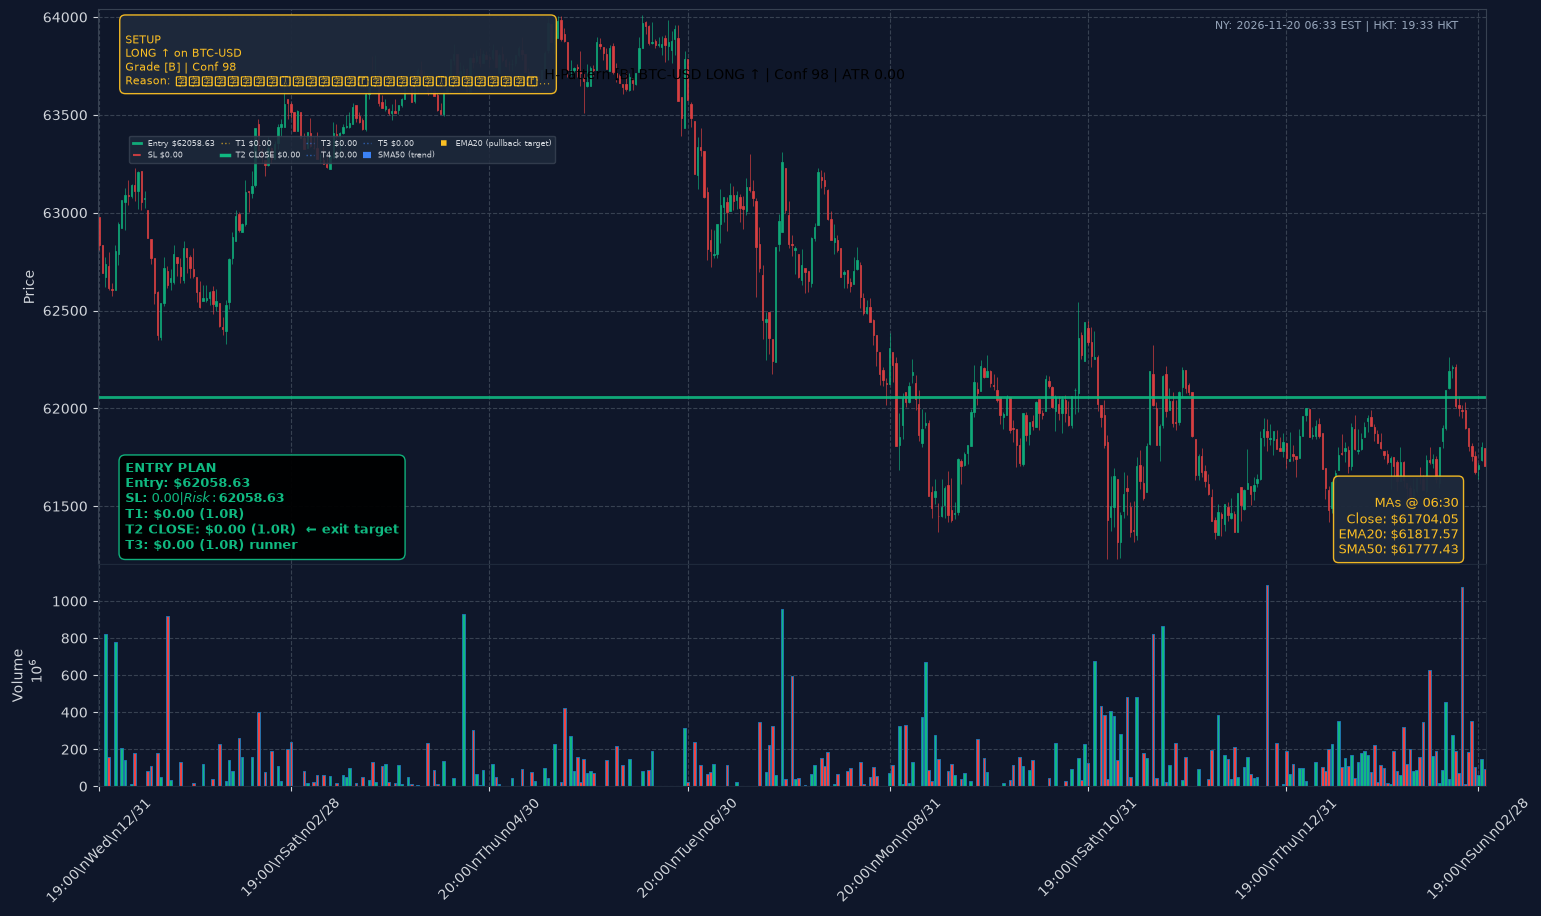 NY: 2026-11-20 06:33 EST | HKT: 19:33 HKT
SETUP
LONG ↑ on BTC-USD
Grade [B] | Conf 98
Reason:
BTC-USD LONG ↑ | Conf 98 | ATR 0.00
Entry $62058.63
T1 $0.00
T3 $0.00
T5 $0.00
EMA20 (pullback target)
SL $0.00
T2 CLOSE $0.00
T4 $0.00
SMA50 (trend)
64000
63500
63000
62500
62000
61500
Price
ENTRY PLAN
Entry: $62058.63
SL: 0.00|Risk:62058.63
T1: $0.00 (1.0R)
T2 CLOSE: $0.00 (1.0R) ← exit target
T3: $0.00 (1.0R) runner
MAs @ 06:30
Close: $61704.05
EMA20: $61817.57
SMA50: $61777.43
1000
800
600
400
200
0
Volume
10⁶
19:00\nWed\n12/31
19:00\nSat\n02/28
20:00\nThu\n04/30
20:00\nTue\n06/30
20:00\nMon\n08/31
19:00\nSat\n10/31
19:00\nThu\n12/31
19:00\nSun\n02/28